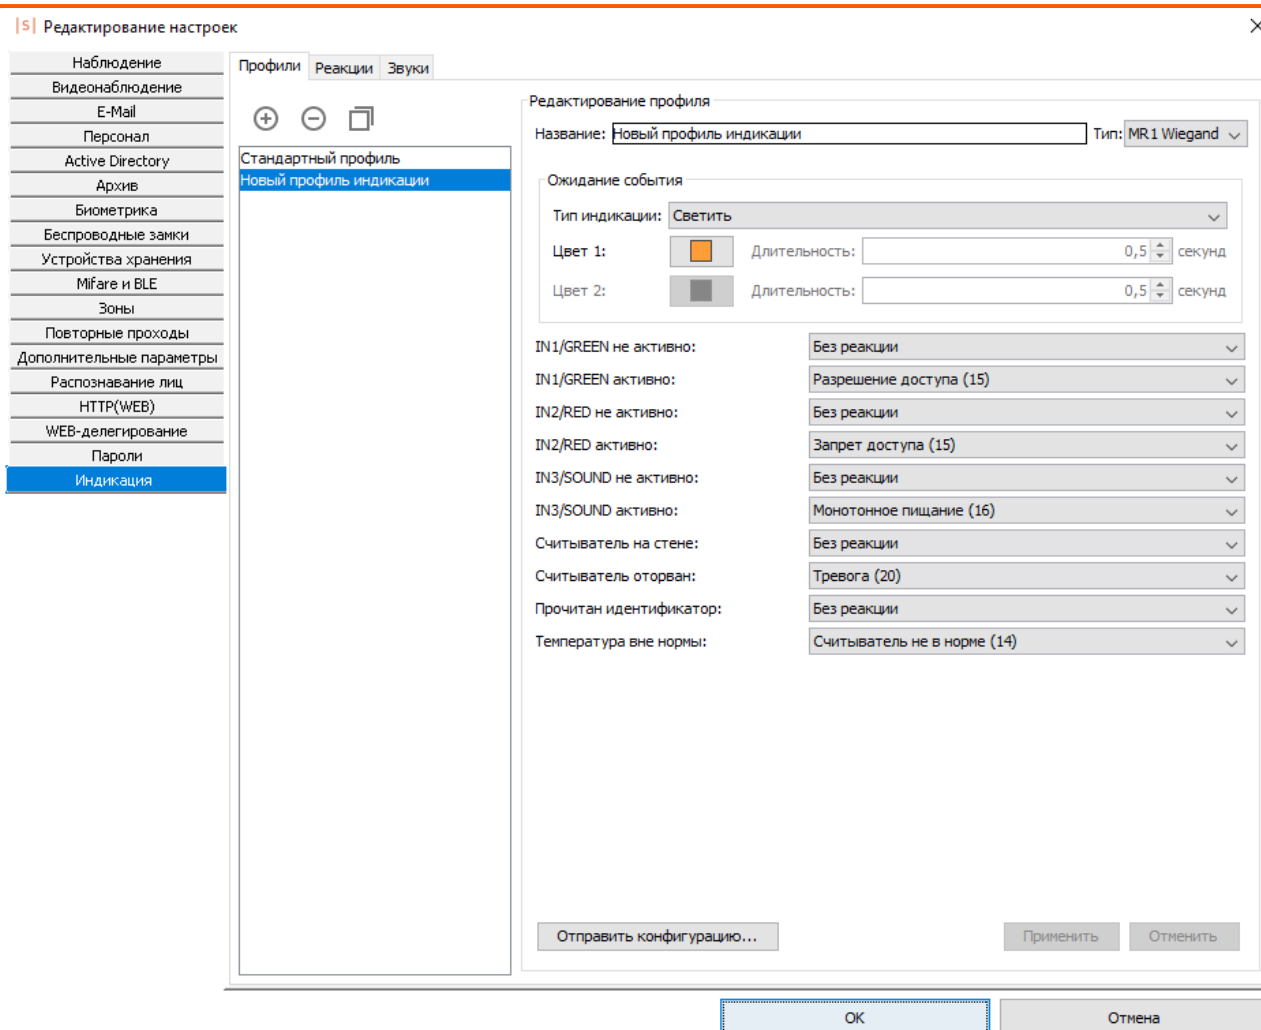 |S| Редактирование настроек
Наблюдение
Видеонаблюдение
E-Mail
Персонал
Active Directory
Архив
Биометрика
Беспроводные замки
Устройства хранения
Mifare и BLE
Зоны
Повторные проходы
Дополнительные параметры
Распознавание лиц
HTTP(WEB)
WEB-делегирование
Пароли
Индикация
Профили Реакции Звуки
Стандартный профиль
Новый профиль индикации
Редактирование профиля
Название: Новый профиль индикации Тип: MR1 Wiegand
Ожидание события
Тип индикации: Светить
Цвет 1: Длительность: 0,5 секунд
Цвет 2: Длительность: 0,5 секунд
IN1/GREEN не активно: Без реакции
IN1/GREEN активно: Разрешение доступа (15)
IN2/RED не активно: Без реакции
IN2/RED активно: Запрет доступа (15)
IN3/SOUND не активно: Без реакции
IN3/SOUND активно: Монотонное пищание (16)
Считыватель на стене: Без реакции
Считыватель оторван: Тревога (20)
Прочитан идентификатор: Без реакции
Температура вне нормы: Считыватель не в норме (14)
Отправить конфигурацию... Применить Отменить
OK Отмена